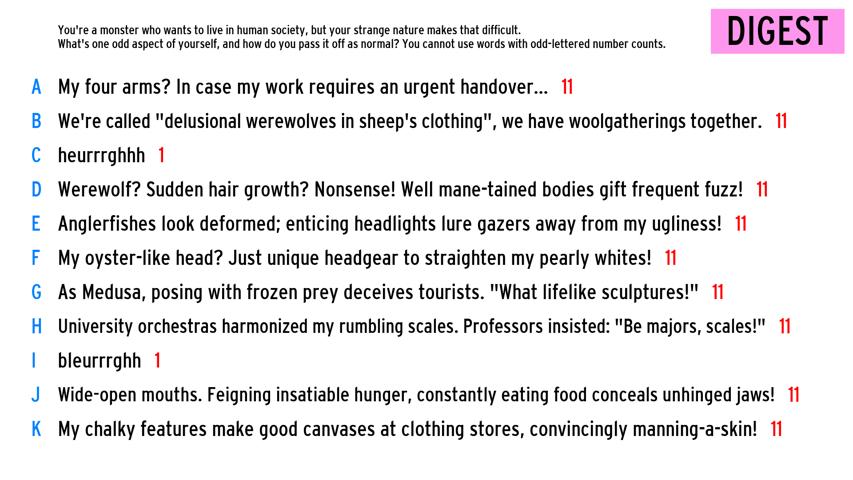 You're a monster who wants to live in human society, but your strange nature makes that difficult.
What's one odd aspect of yourself, and how do you pass it off as normal? You cannot use words with odd-lettered number counts.
DIGEST
A My four arms? In case my work requires an urgent handover... 11
B We're called "delusional werewolves in sheep's clothing", we have woolgatherings together. 11
C heurrrghhh 1
D Werewolf? Sudden hair growth? Nonsense! Well mane-tained bodies gift frequent fuzz! 11
E Anglerfishes look deformed; enticing headlights lure gazers away from my ugliness! 11
F My oyster-like head? Just unique headgear to straighten my pearly whites! 11
G As Medusa, posing with frozen prey deceives tourists. "What lifelike sculptures!" 11
H University orchestras harmonized my rumbling scales. Professors insisted: "Be majors, scales!" 11
I bleurrrghh 1
J Wide-open mouths. Feigning insatiable hunger, constantly eating food conceals unhinged jaws! 11
K My chalky features make good canvases at clothing stores, convincingly manning-a-skin! 11